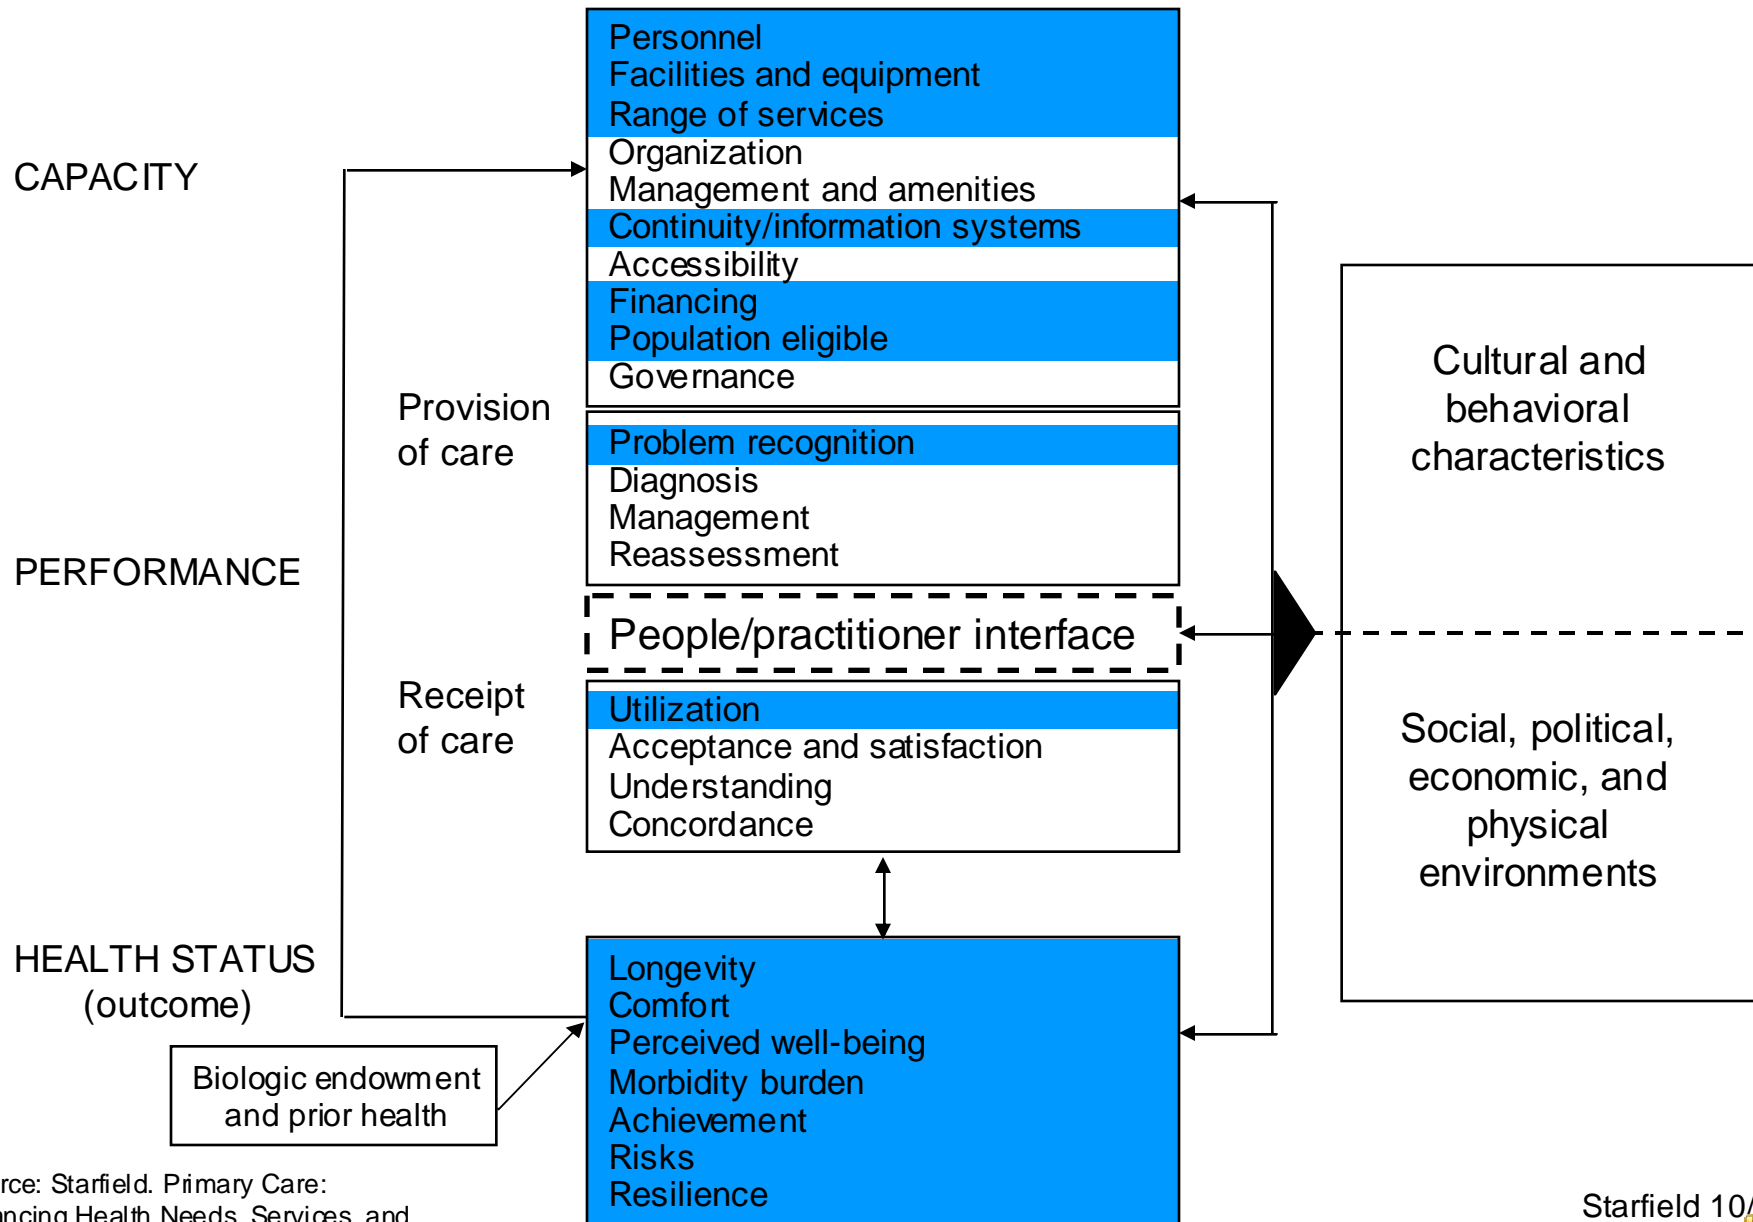 CAPACITY
Personnel
Facilities and equipment
Range of services
Organization
Management and amenities
Continuity/information systems
Accessibility
Financing
Population eligible
Governance
Provision
of care
Problem recognition
Diagnosis
Management
Reassessment
PERFORMANCE
People/practitioner interface
Receipt
of care
Utilization
Acceptance and satisfaction
Understanding
Concordance
Cultural and
behavioral
characteristics
Social, political,
economic, and
physical
environments
HEALTH STATUS
(outcome)
Biologic endowment
and prior health
Longevity
Comfort
Perceived well-being
Morbidity burden
Achievement
Risks
Resilience
Starfield. Primary Care:
Health Needs, Services, and
Starfield 10/